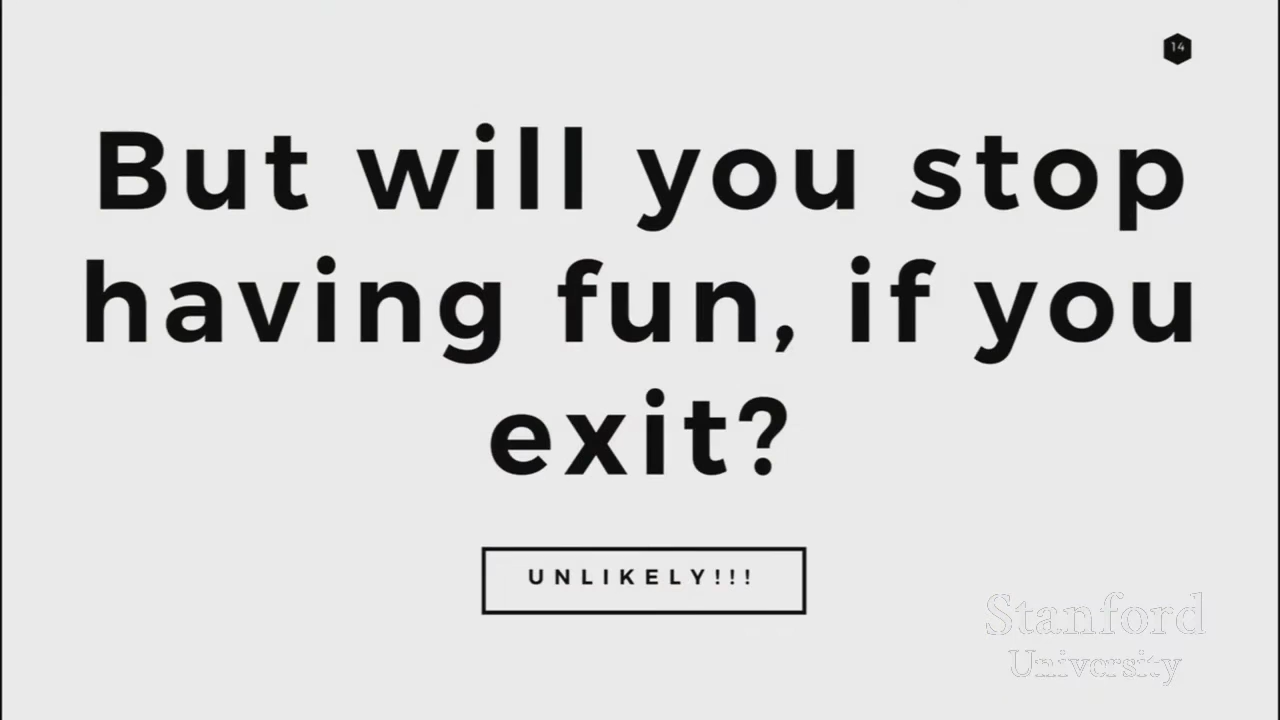 14
But will you stop
having fun, if you
exit?
UNLIKELY!!!
Stanford
University